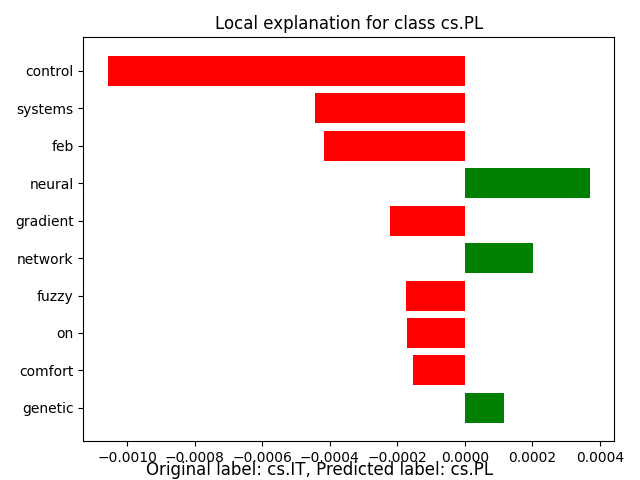 Local explanation for class cs.PL
control
systems
feb
neural
gradient
network
fuzzy
on
comfort
genetic
−0.0010 −0.0008 −0.0006 −0.0004 −0.0002 0.0000 0.0002 0.0004
Original label: cs.IT, Predicted label: cs.PL